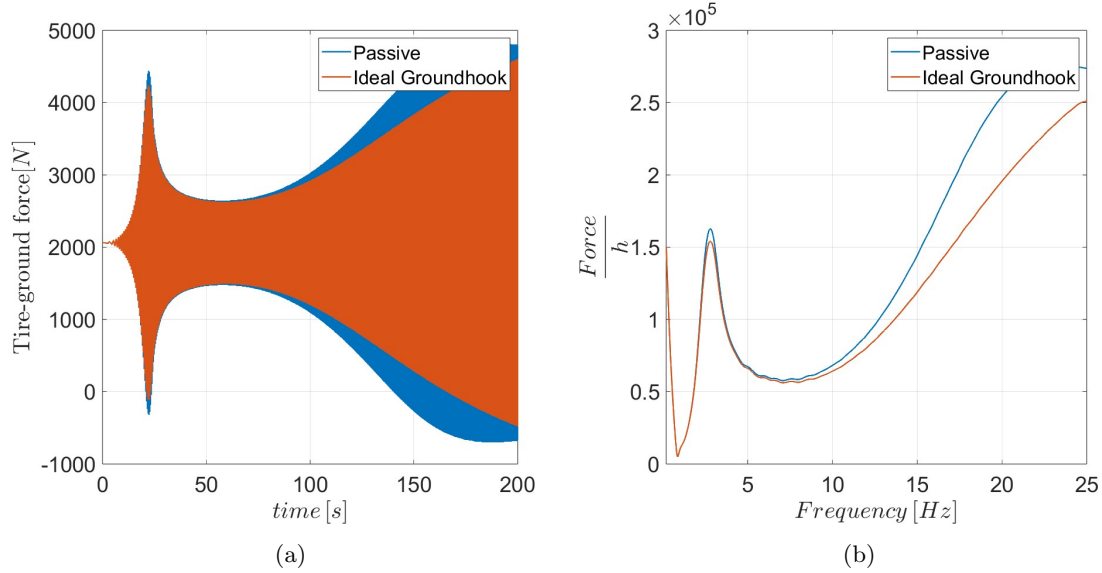 5000
4000
3000
2000
1000
0
-1000
Tire-ground force[N]
0 50 100 150 200
time [s]
Passive
Ideal Groundhook
(a)
×10^5
3
2.5
2
1.5
1
0.5
0
Force
h
5 10 15 20 25
Frequency [Hz]
Passive
Ideal Groundhook
(b)